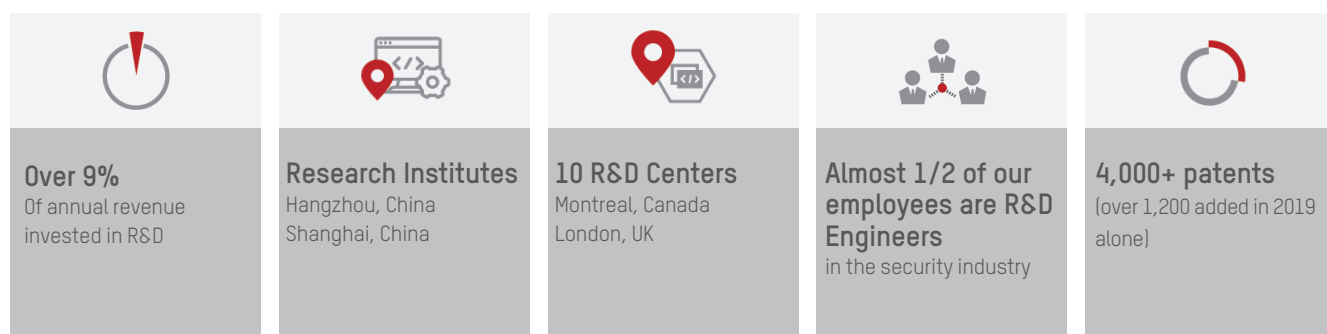 Over 9%
Of annual revenue
invested in R&D
Research Institutes
Hangzhou, China
Shanghai, China
10 R&D Centers
Montreal, Canada
London, UK
Almost 1/2 of our
employees are R&D
Engineers
in the security industry
4,000+ patents
(over 1,200 added in 2019
alone)